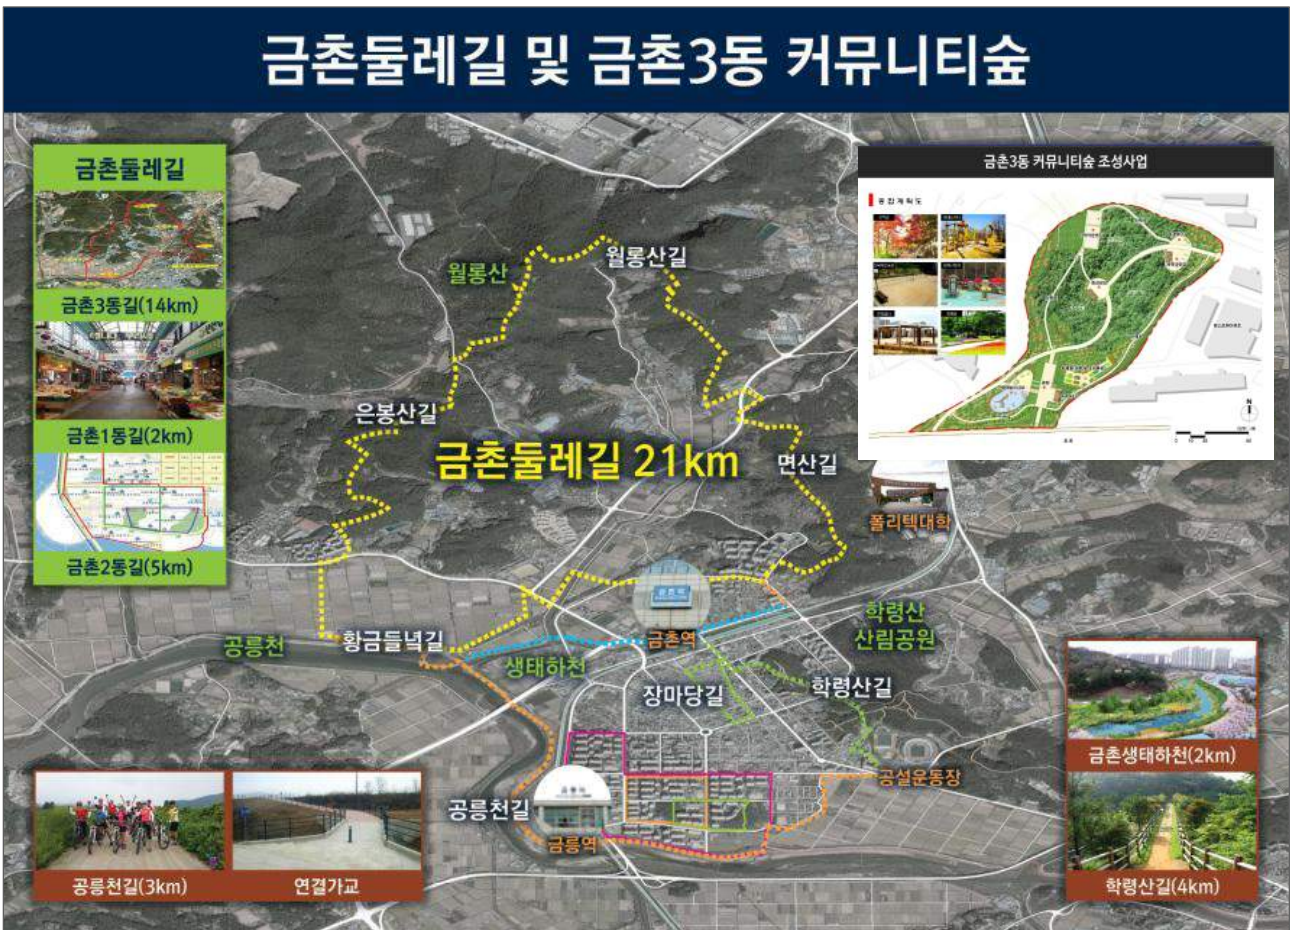 금촌둘레길 및 금촌3동 커뮤니티숲
금촌둘레길
금촌3동길(14km)
금촌1동길(2km)
금촌2동길(5km)
금촌3동 커뮤니티숲 조성사업
종합계획도
N
월롱산
월롱산길
은봉산길
금촌둘레길 21km
면산길
폴리텍대학
공릉천
황금들녘길
생태하천
금촌역
학령산
산림공원
장마당길
학령산길
공설운동장
공릉천길
금릉역
금촌생태하천(2km)
학령산길(4km)
공릉천길(3km)
연결가교